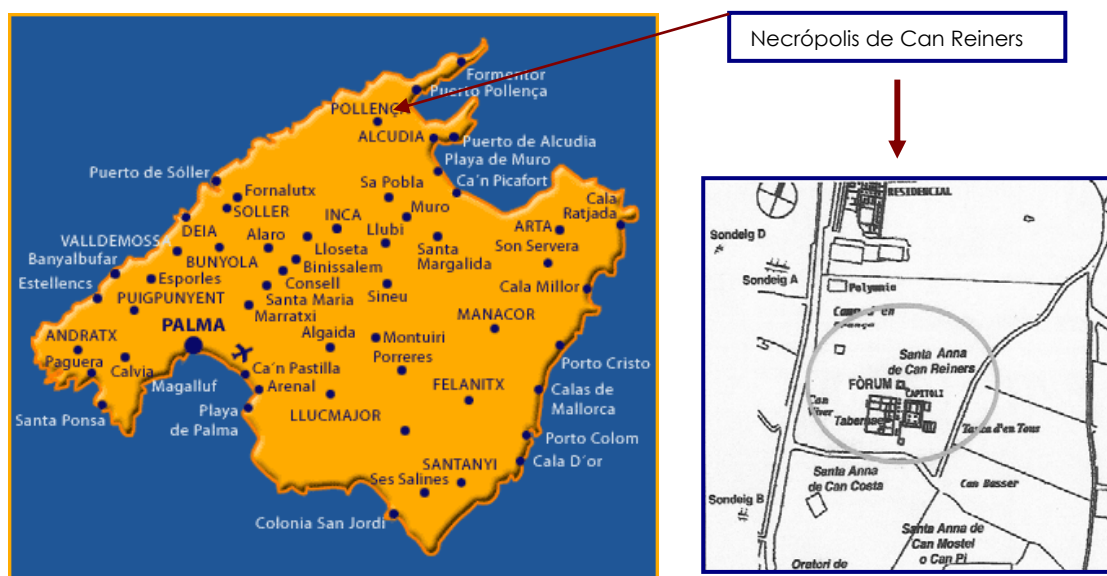 Necrópolis de Can Reiners
Formentor
Puerto Pollença
POLLENÇA
ALCUDIA
Puerto de Alcudia
Playa de Muro
Puerto de Sóller
Sa Pobla
Ca´n Picafort
Fornalutx
Cala
Ratjada
SOLLER
INCA
Muro
DEIA
Alaro
Llubi
ARTA
VALLDEMOSSA
Lloseta
Santa
Margalida
Son Servera
Banyalbufar
BUNYOLA
Binissalem
Estellencs
Esporles
Consell
Sineu
Cala Millor
PUIGPUNYENT
Santa Maria
Marratxi
MANACOR
PALMA
Algaida
Montuiri
ANDRATX
Porreres
Paguera
Ca´n Pastilla
Porto Cristo
Calvia
Magalluf
Arenal
FELANITX
Calas de
Mallorca
Santa Ponsa
Playa
de Palma
LLUCMAJOR
Porto Colom
SANTANYI
Cala D´or
Ses Salines
Colonia San Jordi
RESIDENCIAL
Sondeig D
Sondeig A
Polyania
Santa Anna
de Can Reiners
FÒRUM
CAPITOLI
Can
Viver
Tabernae
Tanca d'en Tous
Santa Anna
de Can Costa
Can Basser
Sondeig B
Santa Anna de
Can Mostel
o Can Pi
Oratori de